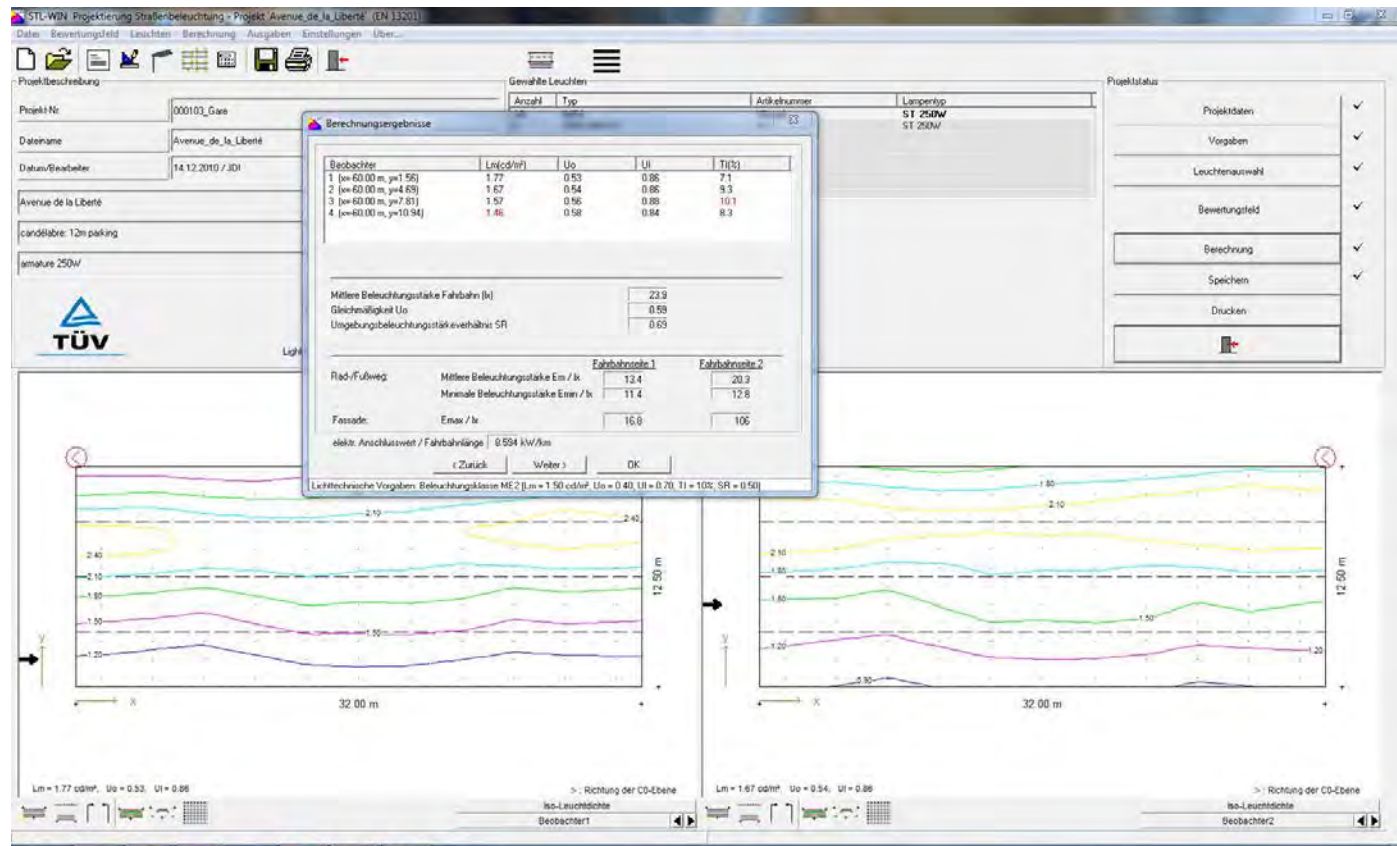 STL-WIN Projektierung Straßenbeleuchtung - Projekt 'Avenue_de_la_Liberté' (EN 13201)
Datei Bewertungsfeld Leuchten Berechnung Ausgaben Einstellungen Über...
Projektbeschreibung
Projekt Nr. 000103_Gare
Dateiname Avenue_de_la_Liberté
Datum/Bearbeiter 14.12.2010 / JDI
Avenue de la Liberté
candélabre: 12m parking
armature 250W
TÜV
Gewählte Leuchten
Anzahl Typ Artikelnummer Lampentyp
ST 250W
ST 250W
Projektstatus
Projektdaten
Vorgaben
Leuchtenauswahl
Bewertungsfeld
Berechnung
Speichern
Drucken
Berechnungsergebnisse
Beobachter Lm(cd/m²) Uo Ul TI(%)
1 (x=-60.00 m, y=1.56) 1.77 0.53 0.86 7.1
2 (x=-60.00 m, y=4.69) 1.67 0.54 0.86 9.3
3 (x=-60.00 m, y=7.81) 1.57 0.56 0.88 10.1
4 (x=-60.00 m, y=10.94) 1.46 0.58 0.84 8.3
Mittlere Beleuchtungsstärke Fahrbahn (lx) 23.9
Gleichmäßigkeit Uo 0.59
Umgebungsbeleuchtungsstärkeverhältnis SR 0.69
Fahrbahnseite 1 Fahrbahnseite 2
Rad-/Fußweg: Mittlere Beleuchtungsstärke Em / lx 13.4 20.3
Minimale Beleuchtungsstärke Emin / lx 11.4 12.8
Fassade: Emax / lx 16.8 106
elektr. Anschlusswert / Fahrbahnlänge 8.594 kW/km
< Zurück Weiter > OK
Lichttechnische Vorgaben: Beleuchtungsklasse ME2 [Lm = 1.50 cd/m², Uo = 0.40, Ul = 0.70, TI = 10%, SR = 0.50]
2.10
2.40
2.40
2.10
1.80
1.50
1.50
1.20
12.50 m
y
x
32.00 m
Lm = 1.77 cd/m², Uo = 0.53, Ul = 0.86
> : Richtung der C0-Ebene
Iso-Leuchtdichte
Beobachter1
1.80
2.10
2.10
1.80
1.50
1.50
1.20
1.20
0.90
12.50 m
y
x
32.00 m
Lm = 1.67 cd/m², Uo = 0.54, Ul = 0.86
> : Richtung der C0-Ebene
Iso-Leuchtdichte
Beobachter2